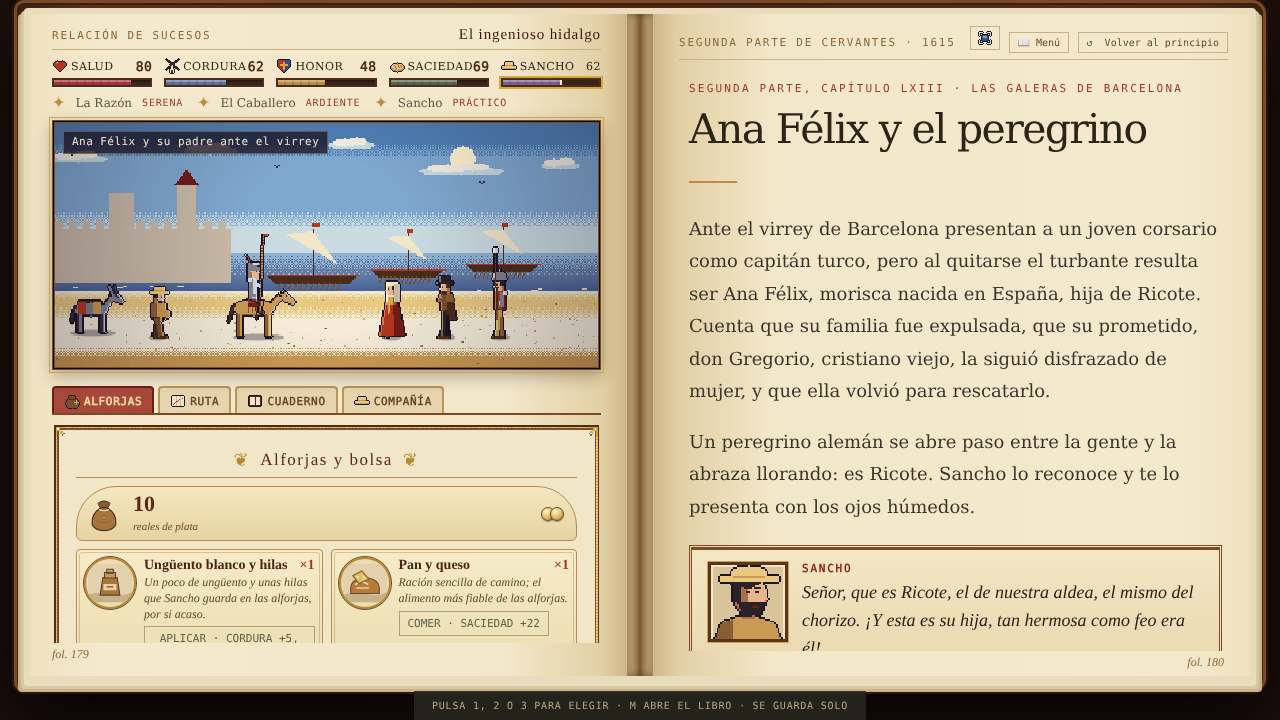 RELACIÓN DE SUCESOS
El ingenioso hidalgo
SALUD 80
CORDURA 62
HONOR 48
SACIEDAD 69
SANCHO 62
La Razón SERENA
El Caballero ARDIENTE
Sancho PRÁCTICO
Ana Félix y su padre ante el virrey
ALFORJAS
RUTA
CUADERNO
COMPAÑÍA
Alforjas y bolsa
10
reales de plata
Ungüento blanco y hilas ×1
Un poco de ungüento y unas hilas
que Sancho guarda en las alforjas,
por si acaso.
APLICAR · CORDURA +5,
Pan y queso ×1
Ración sencilla de camino; el
alimento más fiable de las alforjas.
COMER · SACIEDAD +22
fol. 179
SEGUNDA PARTE DE CERVANTES · 1615
Menú
↺ Volver al principio
SEGUNDA PARTE, CAPÍTULO LXIII · LAS GALERAS DE BARCELONA
Ana Félix y el peregrino
Ante el virrey de Barcelona presentan a un joven corsario
como capitán turco, pero al quitarse el turbante resulta
ser Ana Félix, morisca nacida en España, hija de Ricote.
Cuenta que su familia fue expulsada, que su prometido,
don Gregorio, cristiano viejo, la siguió disfrazado de
mujer, y que ella volvió para rescatarlo.
Un peregrino alemán se abre paso entre la gente y la
abraza llorando: es Ricote. Sancho lo reconoce y te lo
presenta con los ojos húmedos.
SANCHO
Señor, que es Ricote, el de nuestra aldea, el mismo del
chorizo. ¡Y esta es su hija, tan hermosa como feo era
él!
fol. 180
PULSA 1, 2 O 3 PARA ELEGIR · M ABRE EL LIBRO · SE GUARDA SOLO